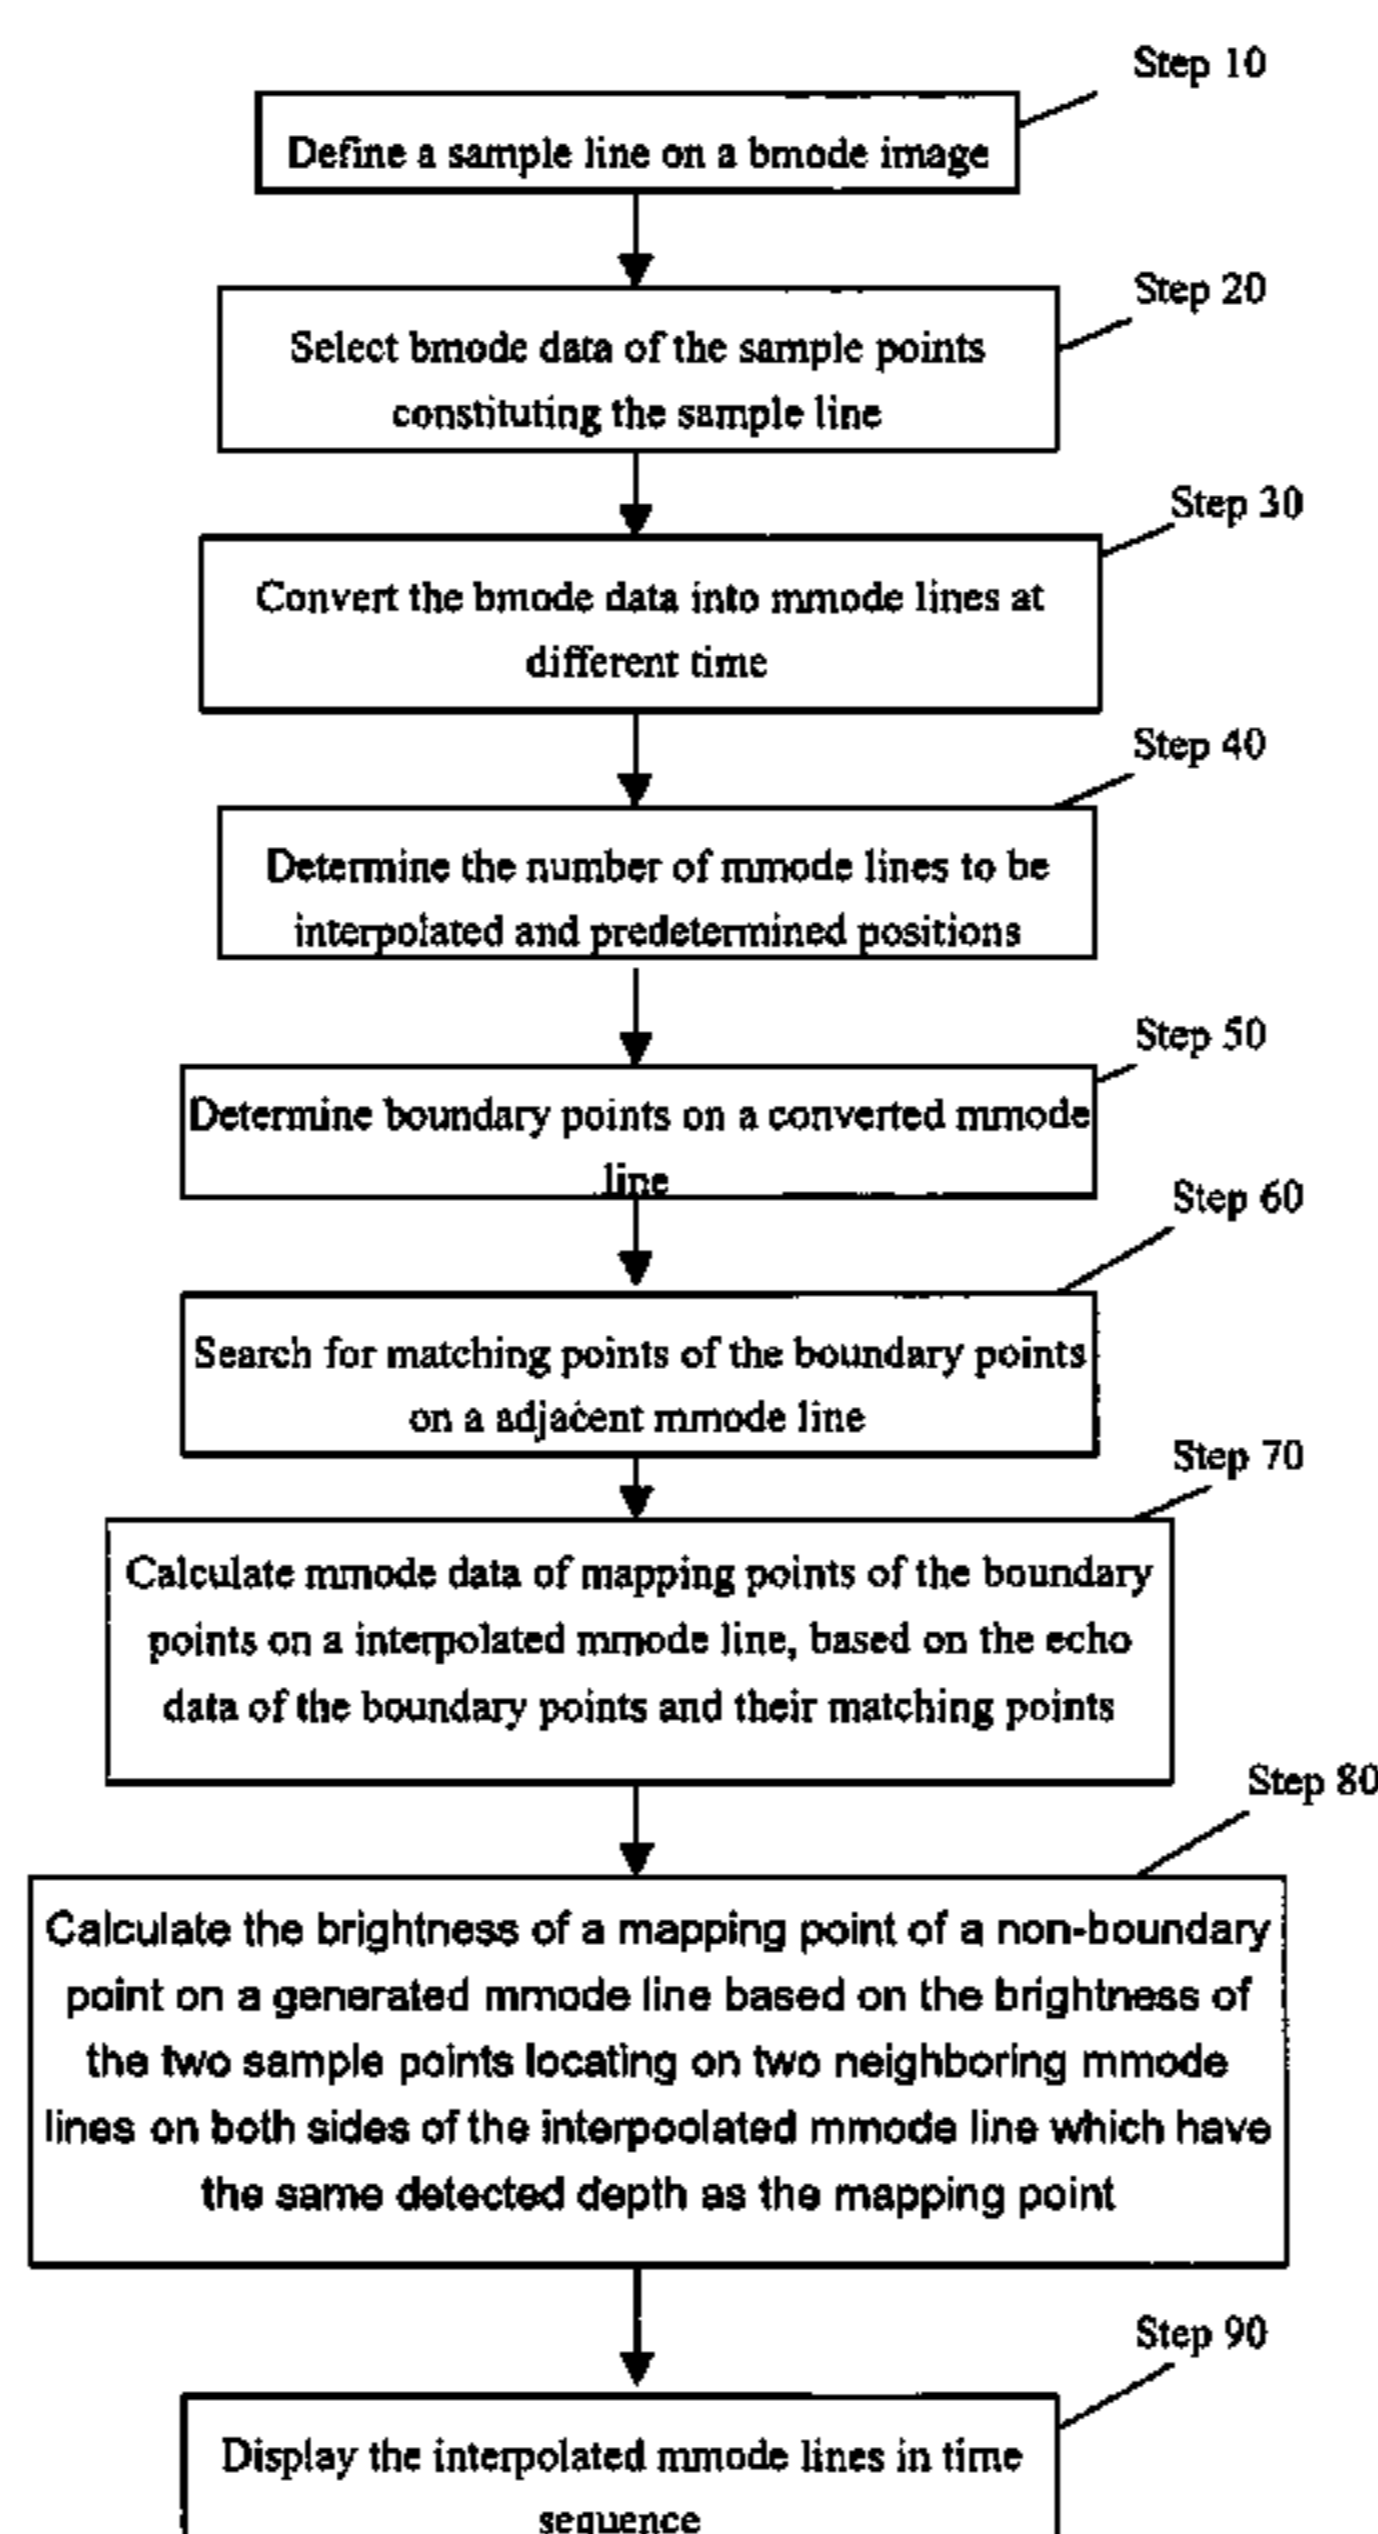 Step 10
Define a sample line on a bmode image
Step 20
Select bmode data of the sample points
constituting the sample line
Step 30
Convert the bmode data into mmode lines at
different time
Step 40
Determine the number of mmode lines to be
interpolated and predetermined positions
Step 50
Determine boundary points on a converted mmode
line
Step 60
Search for matching points of the boundary points
on a adjacent mmode line
Step 70
Calculate mmode data of mapping points of the boundary
points on a interpolated mmode line, based on the echo
data of the boundary points and their matching points
Step 80
Calculate the brightness of a mapping point of a non-boundary
point on a generated mmode line based on the brightness of
the two sample points locating on two neighboring mmode
lines on both sides of the interpoolated mmode line which have
the same detected depth as the mapping point
Step 90
Display the interpolated mmode lines in time
sequence